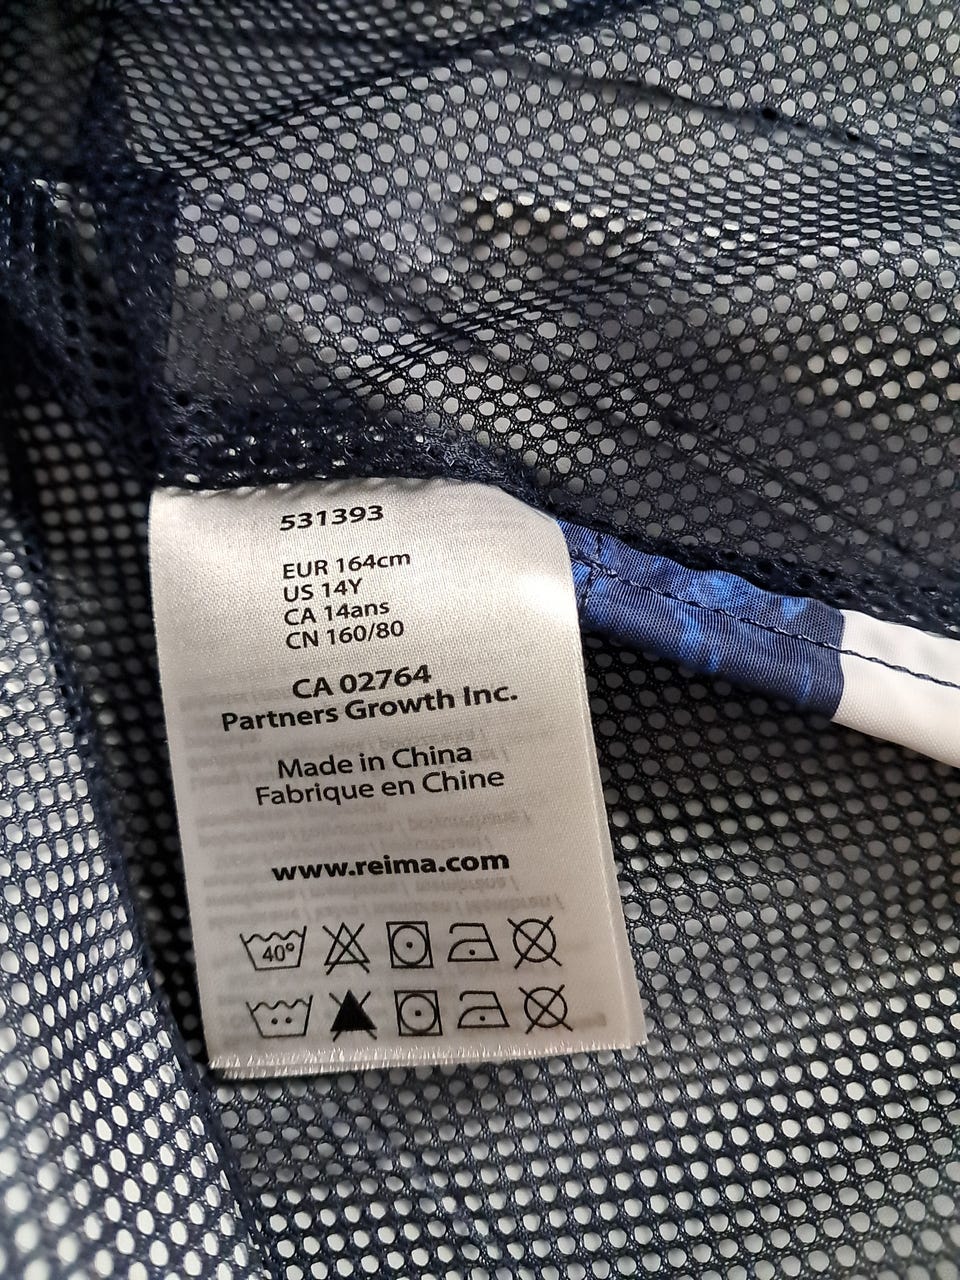 531393
EUR 164cm
US 14Y
CA 14ans
CN 160/80
CA 02764
Partners Growth Inc.
Made in China
Fabrique en Chine
www.reima.com
40°